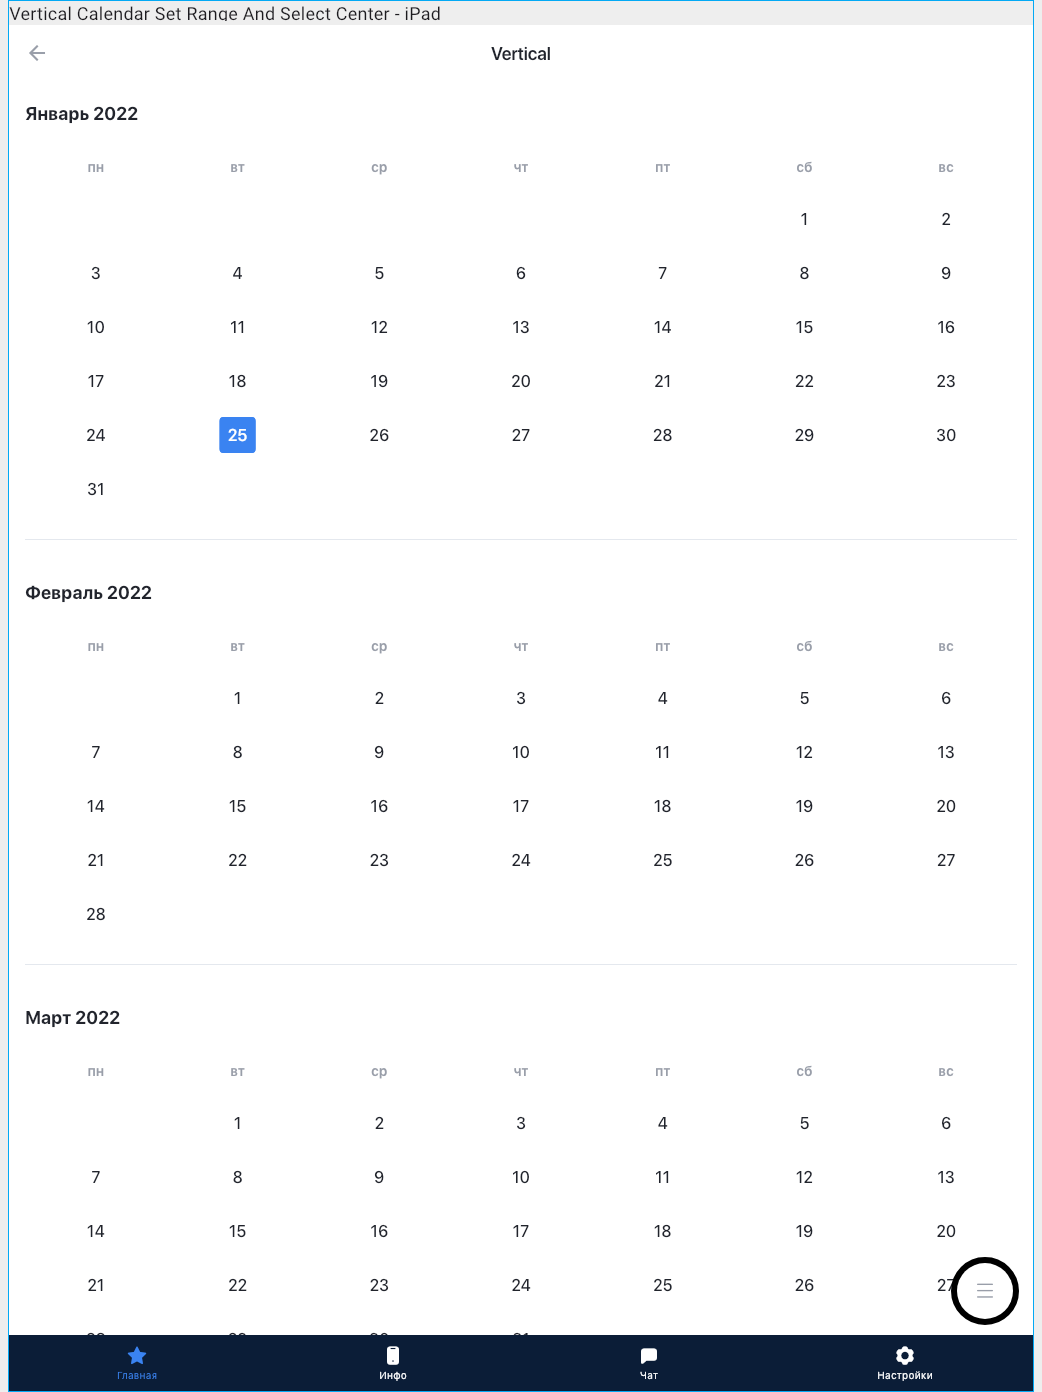 Vertical Calendar Set Range And Select Center - iPad
Vertical
Январь 2022
пн вт ср чт пт сб вс
1 2
3 4 5 6 7 8 9
10 11 12 13 14 15 16
17 18 19 20 21 22 23
24 25 26 27 28 29 30
31
Февраль 2022
пн вт ср чт пт сб вс
1 2 3 4 5 6
7 8 9 10 11 12 13
14 15 16 17 18 19 20
21 22 23 24 25 26 27
28
Март 2022
пн вт ср чт пт сб вс
1 2 3 4 5 6
7 8 9 10 11 12 13
14 15 16 17 18 19 20
21 22 23 24 25 26 27
Главная Инфо Чат Настройки